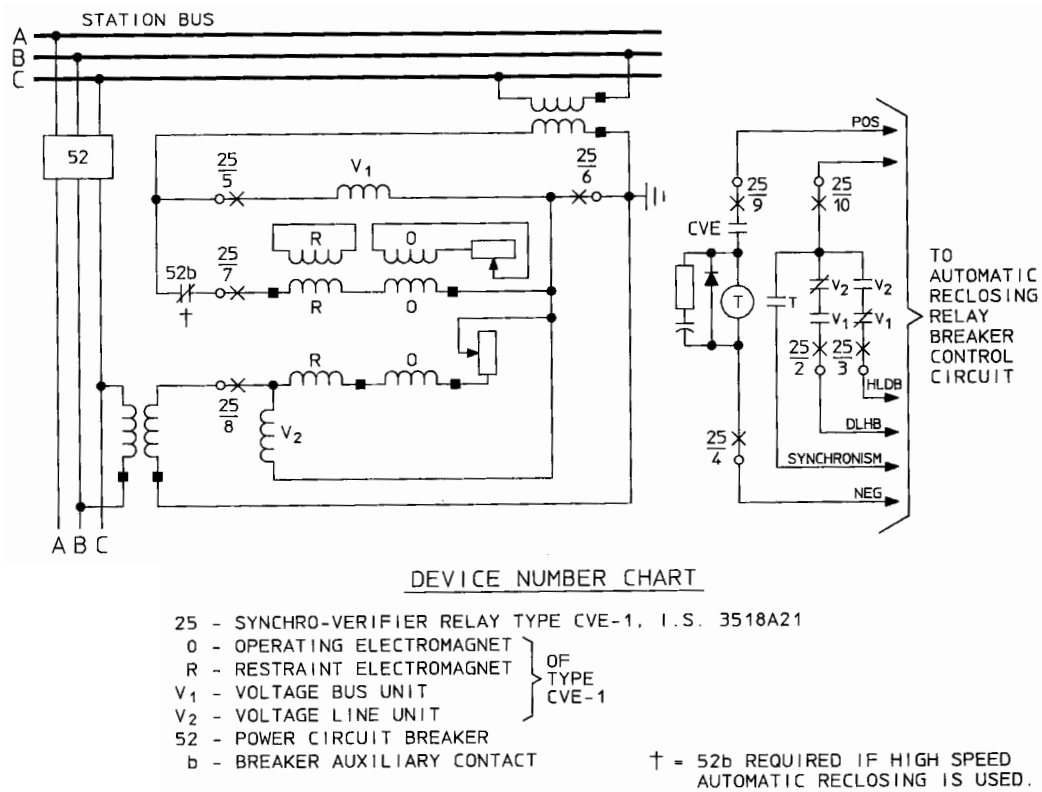 STATION BUS
A
B
C
52
25/5
V1
25/6
POS
25/9
25/10
CVE
R
O
52b
25/7
†
R
O
T
T
V2
V2
V1
V1
25/2
25/3
TO
AUTOMATIC
RECLOSING
RELAY
BREAKER
CONTROL
CIRCUIT
R
O
25/8
V2
HLDB
DLHB
25/4
SYNCHRONISM
NEG
A B C
DEVICE NUMBER CHART
25 - SYNCHRO-VERIFIER RELAY TYPE CVE-1, I.S. 3518A21
O - OPERATING ELECTROMAGNET
R - RESTRAINT ELECTROMAGNET
V1 - VOLTAGE BUS UNIT
V2 - VOLTAGE LINE UNIT
OF
TYPE
CVE-1
52 - POWER CIRCUIT BREAKER
b - BREAKER AUXILIARY CONTACT
† = 52b REQUIRED IF HIGH SPEED
AUTOMATIC RECLOSING IS USED.